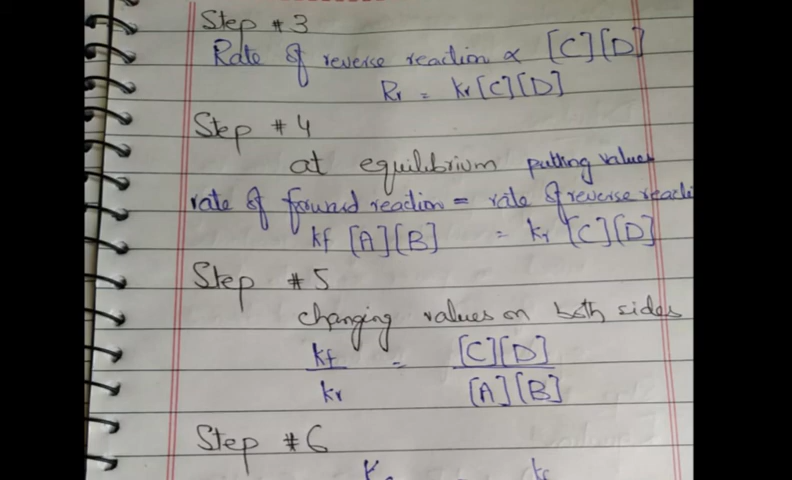 Step # 3
Rate of reverse reaction ∝ [C][D]
Rr = kr[C][D]
Step # 4
at equilibrium putting values
rate of forward reaction = rate of reverse reacti
kf [A][B] = kr [C][D]
Step # 5
changing values on both sides
kf = [C][D]
kr [A][B]
Step # 6